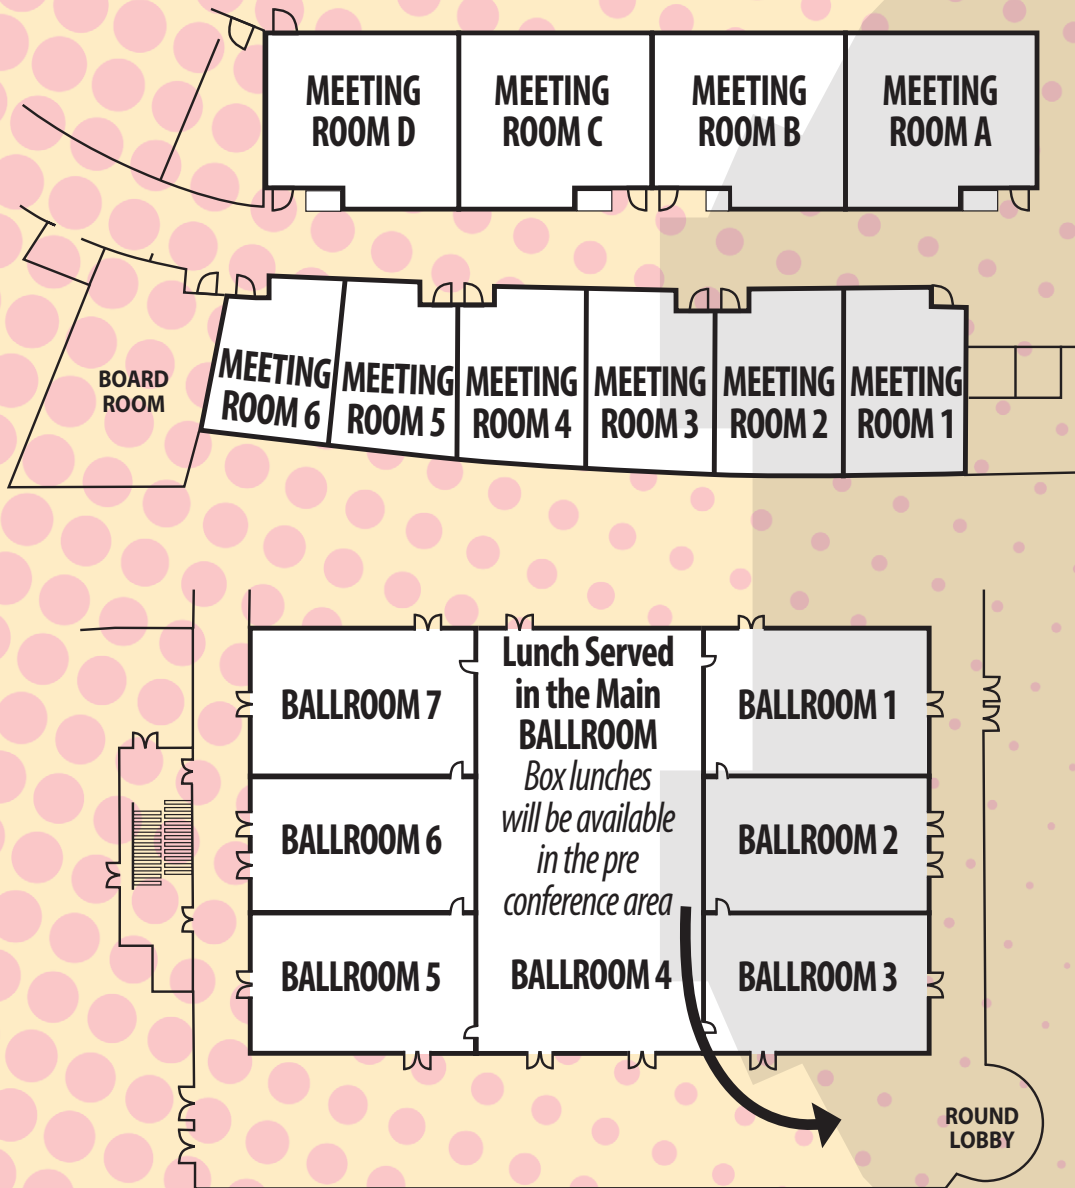 MEETING
ROOM D
MEETING
ROOM C
MEETING
ROOM B
MEETING
ROOM A
BOARD
ROOM
MEETING
ROOM 6
MEETING
ROOM 5
MEETING
ROOM 4
MEETING
ROOM 3
MEETING
ROOM 2
MEETING
ROOM 1
BALLROOM 7
Lunch Served
in the Main
BALLROOM
Box lunches
will be available
in the pre
conference area
BALLROOM 1
BALLROOM 6
BALLROOM 2
BALLROOM 5
BALLROOM 4
BALLROOM 3
ROUND
LOBBY